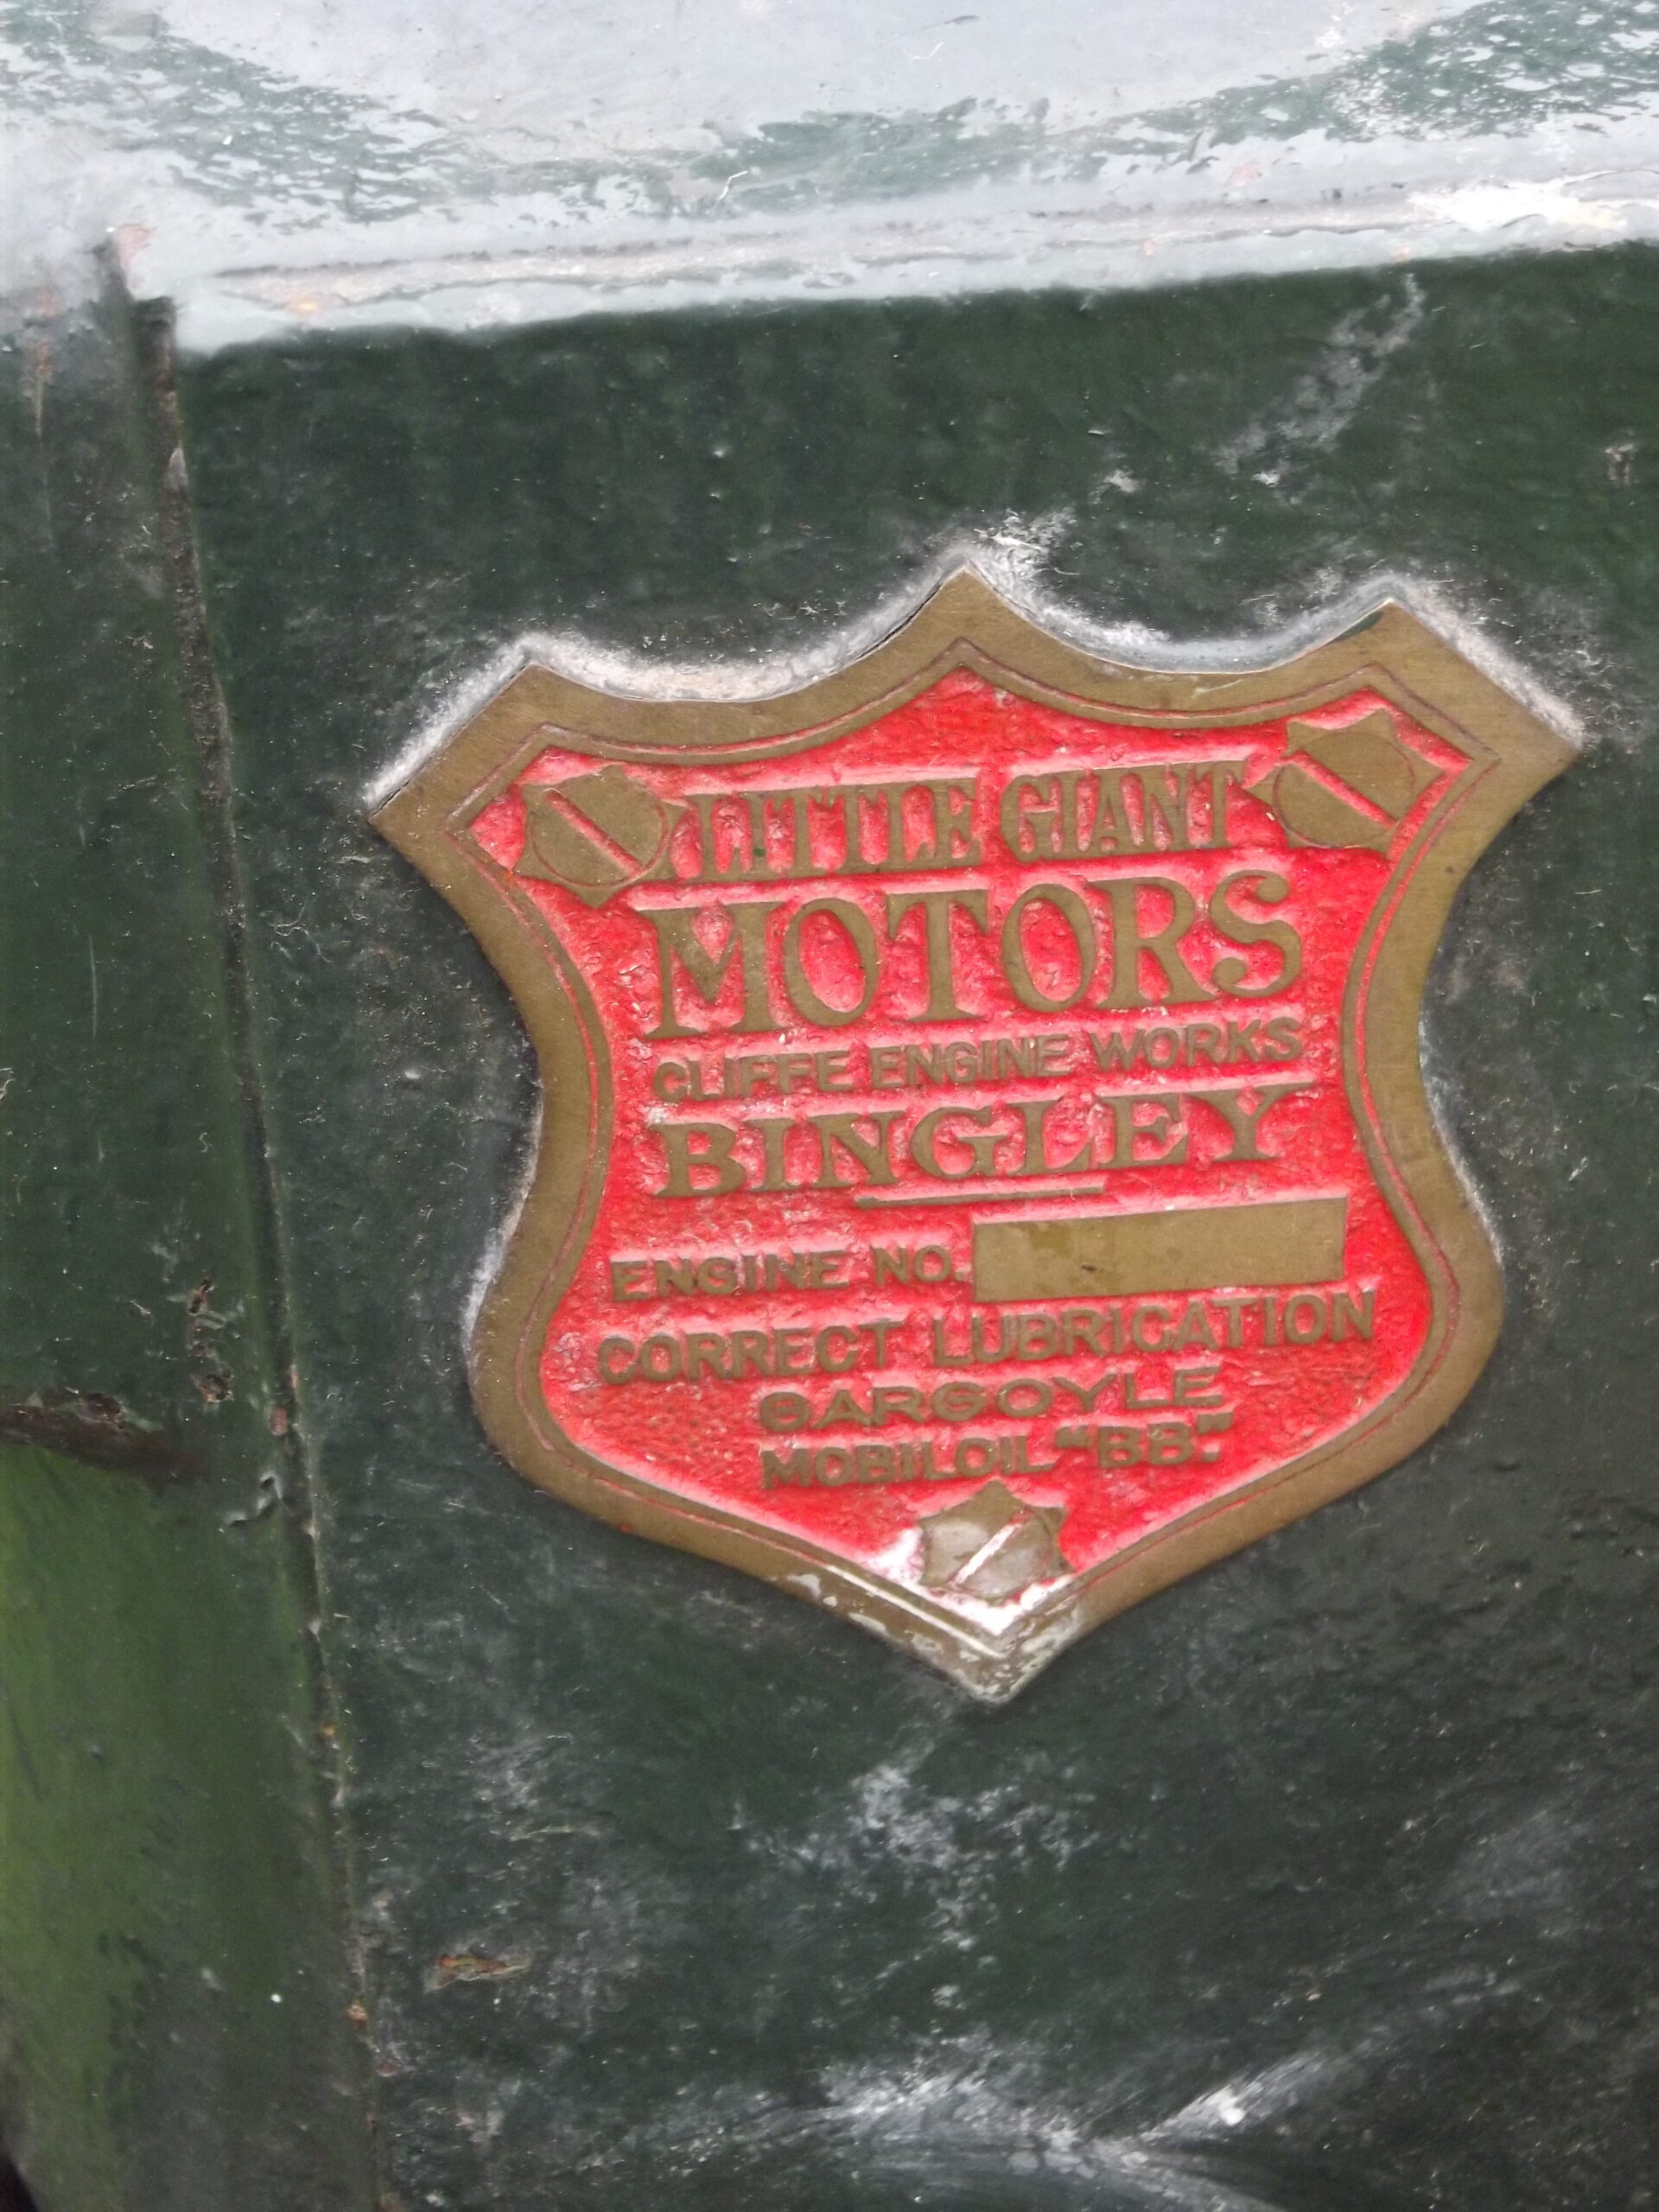 LITTLE GIANT
MOTORS
CLIFFE ENGINE WORKS
BINGLEY
ENGINE NO.
CORRECT LUBRICATION
GARGOYLE
MOBILOIL "BB."